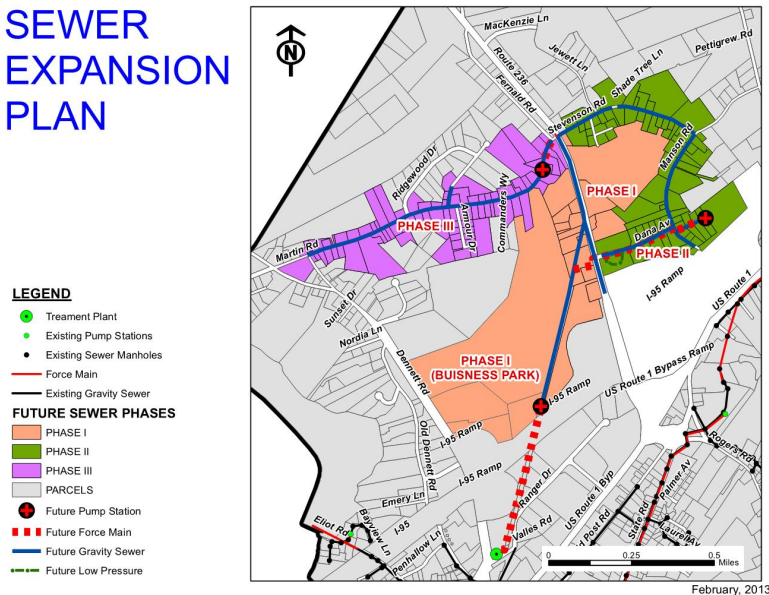 SEWER
EXPANSION
PLAN
N
LEGEND
Treament Plant
Existing Pump Stations
Existing Sewer Manholes
Force Main
Existing Gravity Sewer
FUTURE SEWER PHASES
PHASE I
PHASE II
PHASE III
PARCELS
Future Pump Station
Future Force Main
Future Gravity Sewer
Future Low Pressure
MacKenzie Ln
Route 236
Fernald Rd
Jewett Ln
Shade Tree Ln
Pettigrew Rd
Stevenson Rd
Manson Rd
PHASE I
Ridgewood Dr
Armour Dr
Commanders Wy
PHASE III
Martin Rd
Dana Av
PHASE II
I-95 Ramp
US Route 1
Sunset Dr
Nordia Ln
Dennett Rd
PHASE I
(BUISNESS PARK)
I-95 Ramp
US Route 1 Bypass Ramp
Old Dennett Rd
I-95 Ramp
I-95 Ramp
Rogers Rd
Palmer Av
Ranger Dr
US Route 1 Byp
Emery Ln
I-95
Bayview Ln
Eliot Rd
Penhallow Ln
Valles Rd
d Post Rd
State Rd
Laurel Av
0 0.25 0.5
Miles
February, 2013